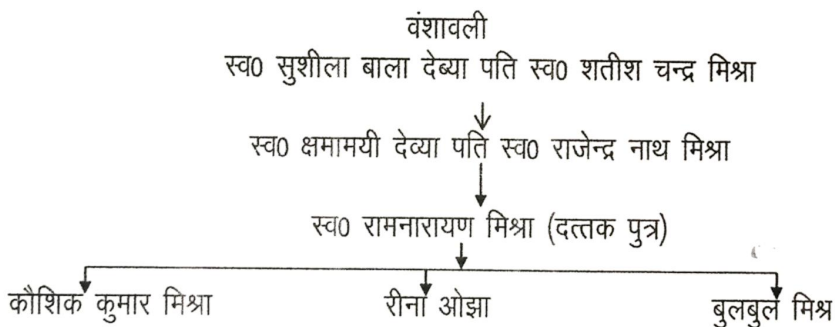 वंशावली
स्व0 सुशीला बाला देब्या पति स्व0 शतीश चन्द्र मिश्रा
स्व0 क्षमामयी देव्या पति स्व0 राजेन्द्र नाथ मिश्रा
स्व0 रामनारायण मिश्रा (दत्तक पुत्र)
कौशिक कुमार मिश्रा रीना ओझा बुलबुल मिश्र